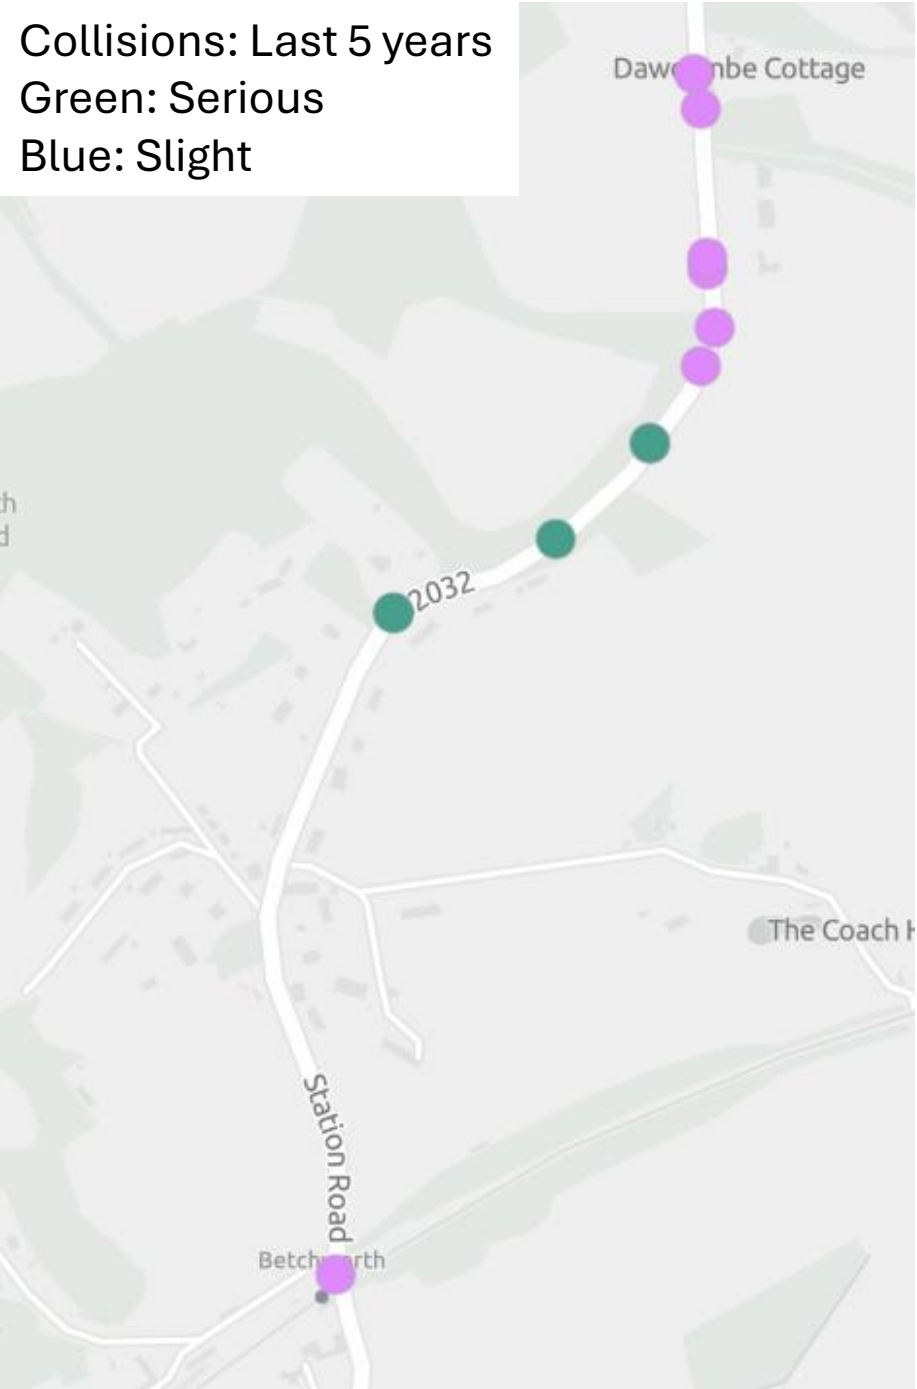 Collisions: Last 5 years
Green: Serious
Blue: Slight
2032
Station Road
The Coach H